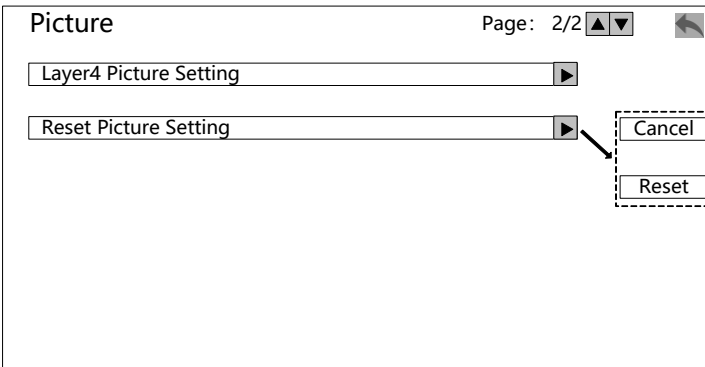 Picture
Page: 2/2
Layer4 Picture Setting
Reset Picture Setting
Cancel
Reset